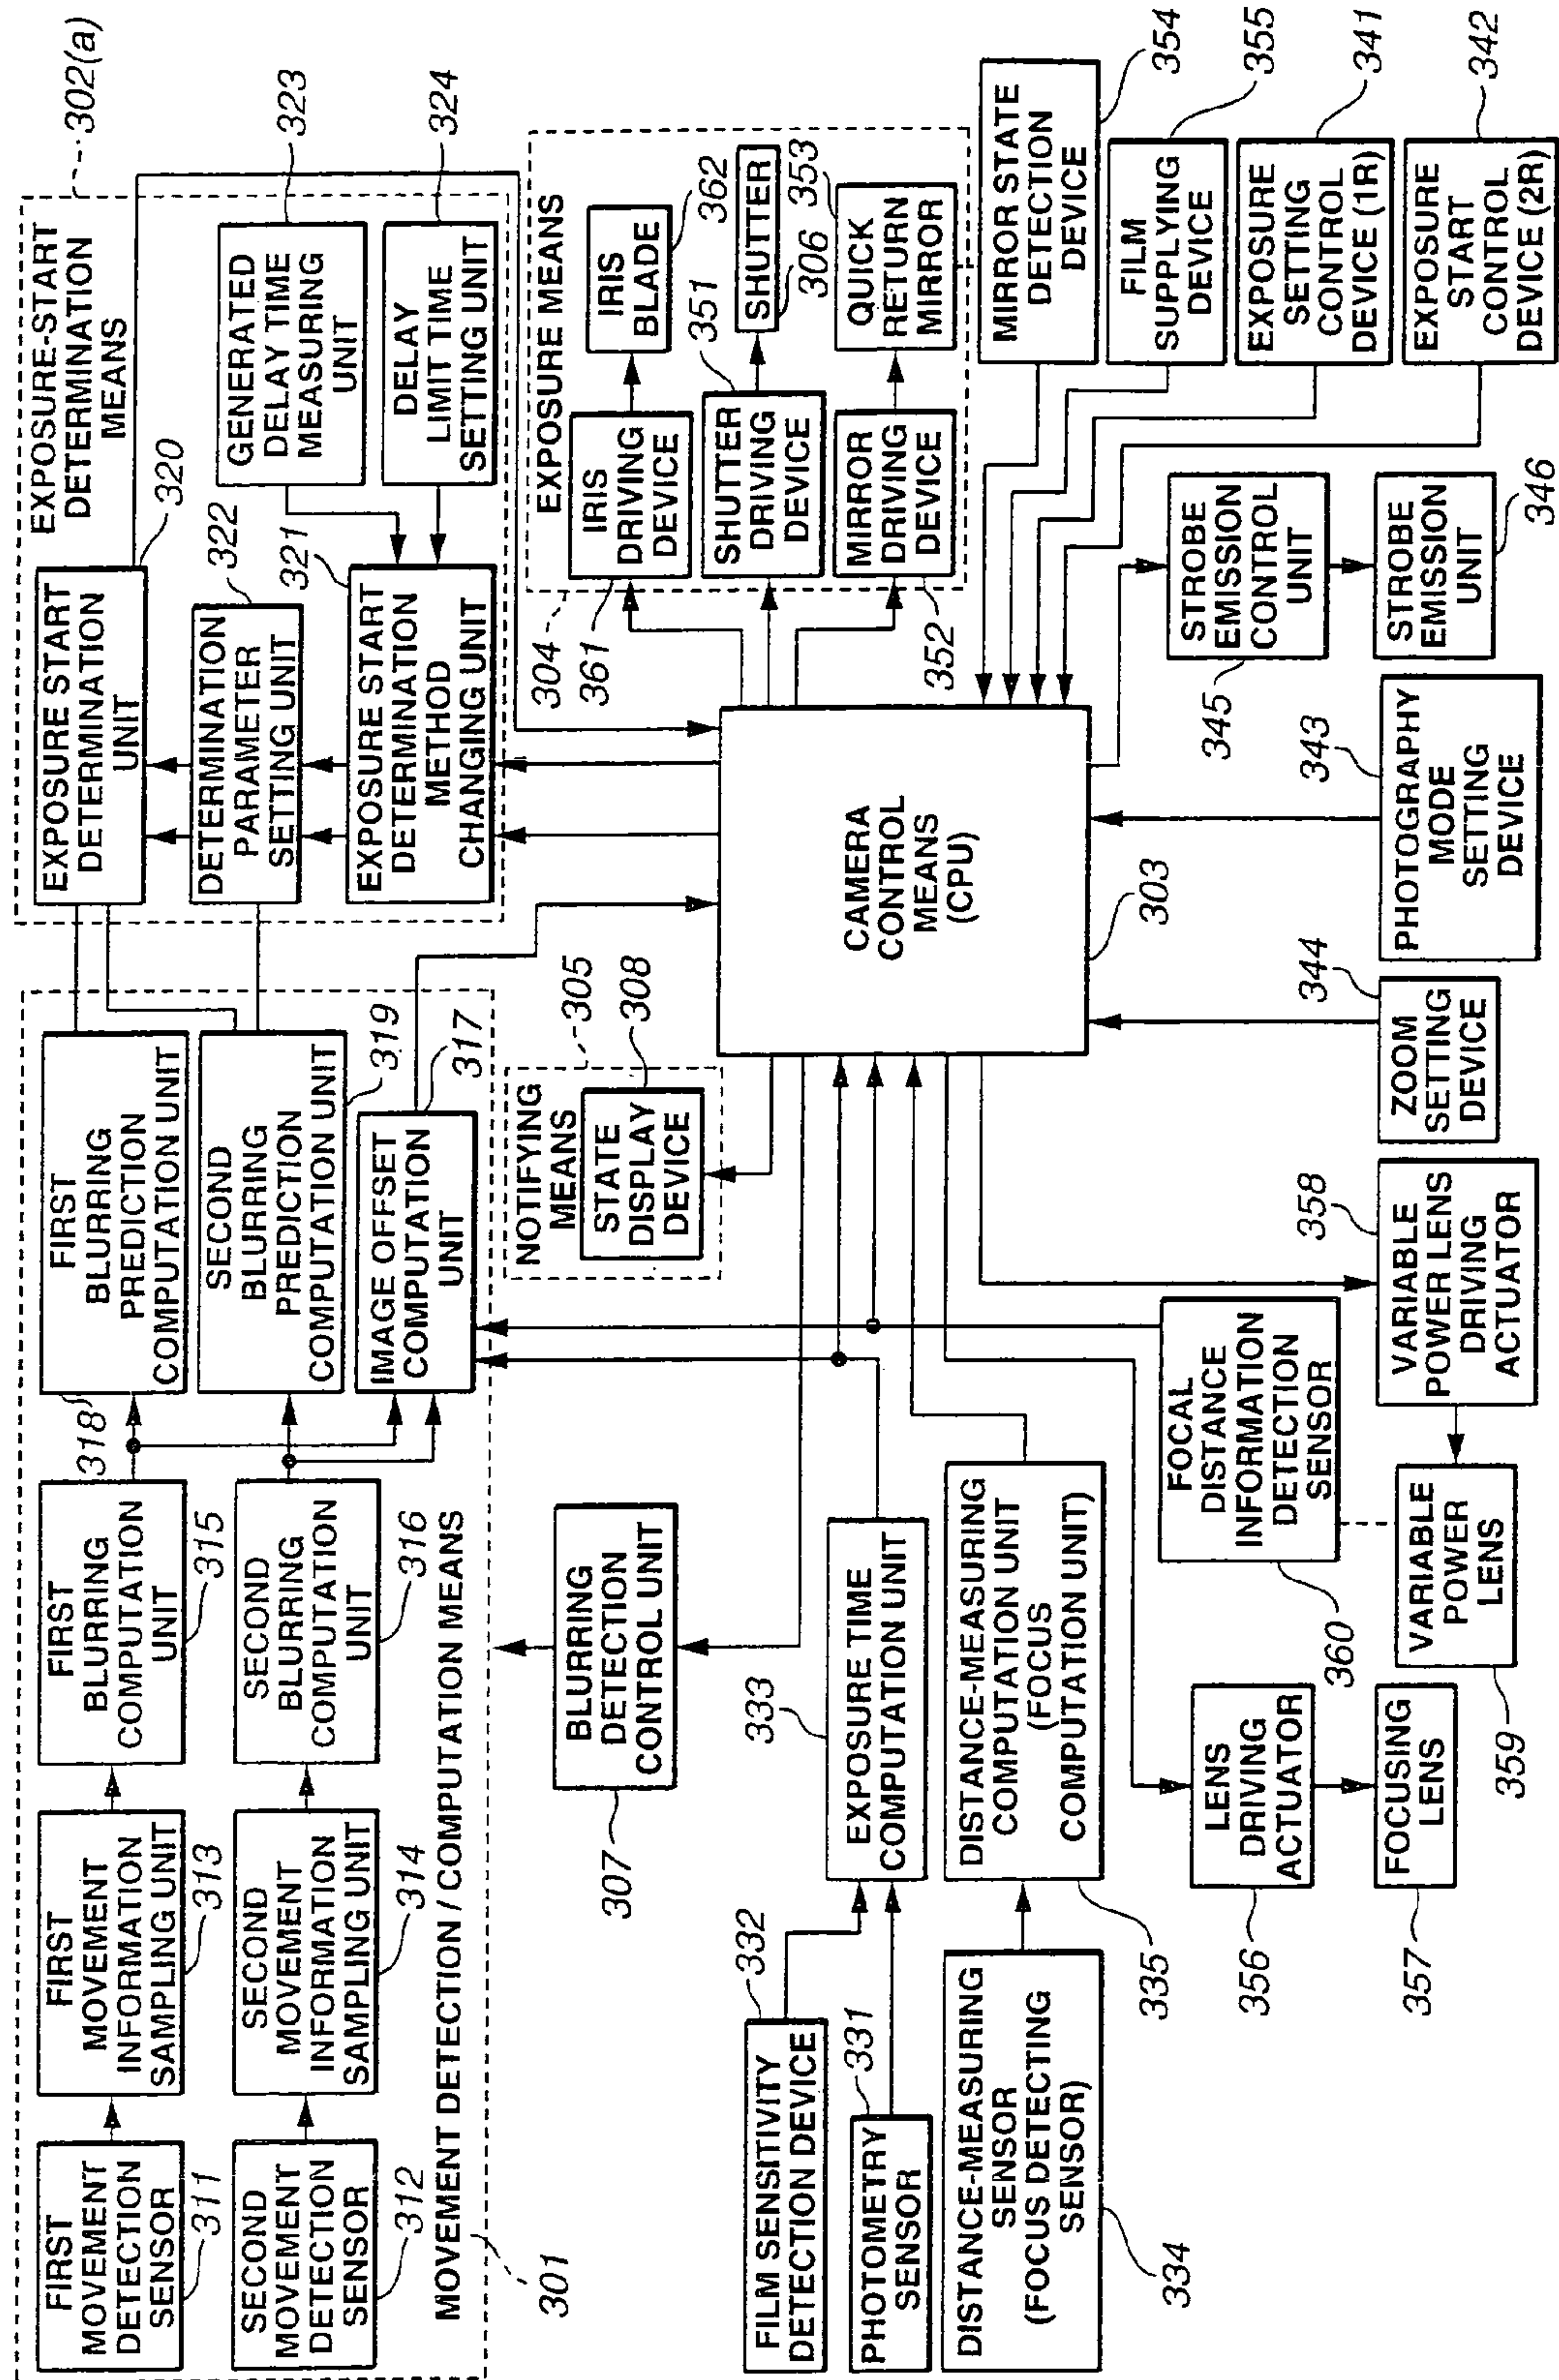 FIRST
MOVEMENT
DETECTION
SENSOR
311
FIRST
MOVEMENT
INFORMATION
SAMPLING UNIT
313
FIRST
BLURRING
COMPUTATION
UNIT
315
318
FIRST
BLURRING
PREDICTION
COMPUTATION UNIT
SECOND
MOVEMENT
DETECTION
SENSOR
312
SECOND
MOVEMENT
INFORMATION
SAMPLING UNIT
314
SECOND
BLURRING
COMPUTATION
UNIT
316
SECOND
BLURRING
PREDICTION
COMPUTATION UNIT
319
IMAGE OFFSET
COMPUTATION
UNIT
317
MOVEMENT DETECTION / COMPUTATION MEANS
301
EXPOSURE-START
DETERMINATION
MEANS
302(a)
EXPOSURE START
DETERMINATION
UNIT
320
DETERMINATION
PARAMETER
SETTING UNIT
322
EXPOSURE START
DETERMINATION
METHOD
CHANGING UNIT
321
GENERATED
DELAY TIME
MEASURING
UNIT
323
DELAY
LIMIT TIME
SETTING UNIT
324
NOTIFYING
MEANS
305
STATE
DISPLAY
DEVICE
308
BLURRING
DETECTION
CONTROL UNIT
307
EXPOSURE MEANS
304
IRIS
DRIVING
DEVICE
361
IRIS
BLADE
362
SHUTTER
DRIVING
DEVICE
351
SHUTTER
306
MIRROR
DRIVING
DEVICE
352
QUICK
RETURN
MIRROR
353
CAMERA
CONTROL
MEANS
(CPU)
303
MIRROR STATE
DETECTION
DEVICE
354
FILM
SUPPLYING
DEVICE
355
EXPOSURE
SETTING
CONTROL
DEVICE (1R)
341
EXPOSURE
START
CONTROL
DEVICE (2R)
342
FILM SENSITIVITY
DETECTION DEVICE
332
PHOTOMETRY
SENSOR
331
EXPOSURE TIME
COMPUTATION UNIT
333
DISTANCE-MEASURING
SENSOR
(FOCUS DETECTING
SENSOR)
334
DISTANCE-MEASURING
COMPUTATION UNIT
(FOCUS
COMPUTATION UNIT)
335
LENS
DRIVING
ACTUATOR
356
FOCUSING
LENS
357
FOCAL
DISTANCE
INFORMATION
DETECTION
SENSOR
360
VARIABLE
POWER
LENS
359
VARIABLE
POWER LENS
DRIVING
ACTUATOR
358
ZOOM
SETTING
DEVICE
344
PHOTOGRAPHY
MODE
SETTING
DEVICE
343
STROBE
EMISSION
CONTROL
UNIT
345
STROBE
EMISSION
UNIT
346